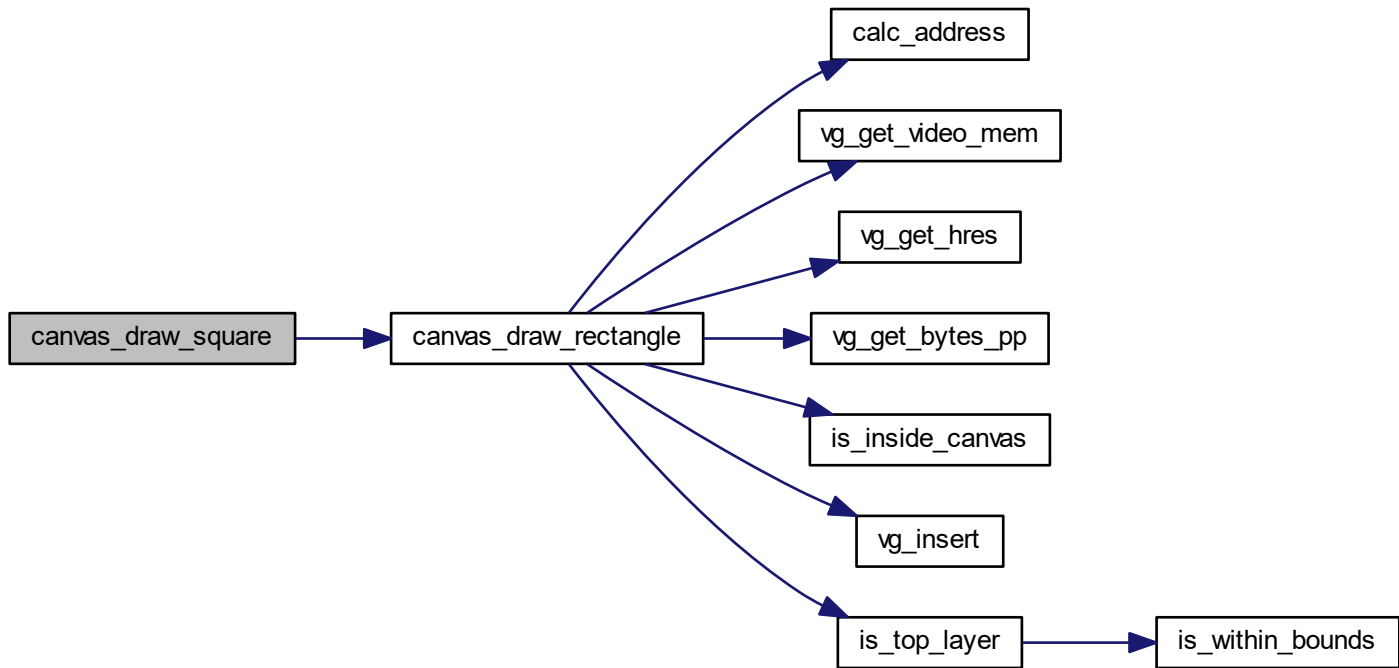 calc_address
vg_get_video_mem
vg_get_hres
canvas_draw_square
canvas_draw_rectangle
vg_get_bytes_pp
is_inside_canvas
vg_insert
is_top_layer
is_within_bounds